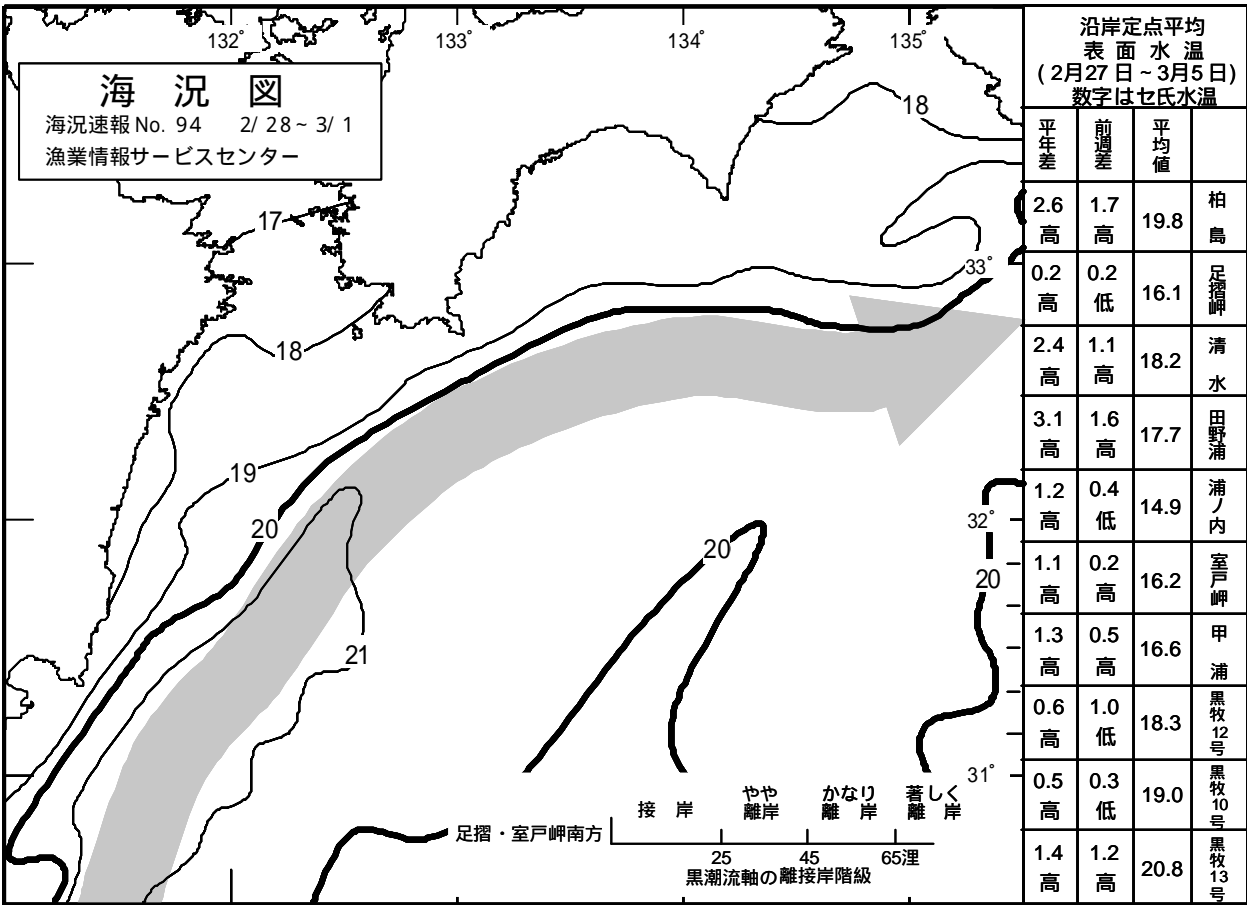 132°
133°
134°
135°
海況図
海況速報 No. 94 2/ 28 ~ 3/ 1
漁業情報サービスセンター
18
17
33°
18
19
20
20
32°
20
21
31°
足摺・室戸岬南方
接岸
やや離岸
かなり離岸
著しく離岸
25 45 65浬
黒潮流軸の離接岸階級
沿岸定点平均
表面水温
( 2月27 日 ~ 3月5 日)
数字はセ氏水温
平年差 前週差 平均値
2.6高 1.7高 19.8 柏島
0.2高 0.2低 16.1 足摺岬
2.4高 1.1高 18.2 清水
3.1高 1.6高 17.7 田野浦
1.2高 0.4低 14.9 浦ノ内
1.1高 0.2高 16.2 室戸岬
1.3高 0.5高 16.6 甲浦
0.6高 1.0低 18.3 黒牧12号
0.5高 0.3低 19.0 黒牧10号
1.4高 1.2高 20.8 黒牧13号